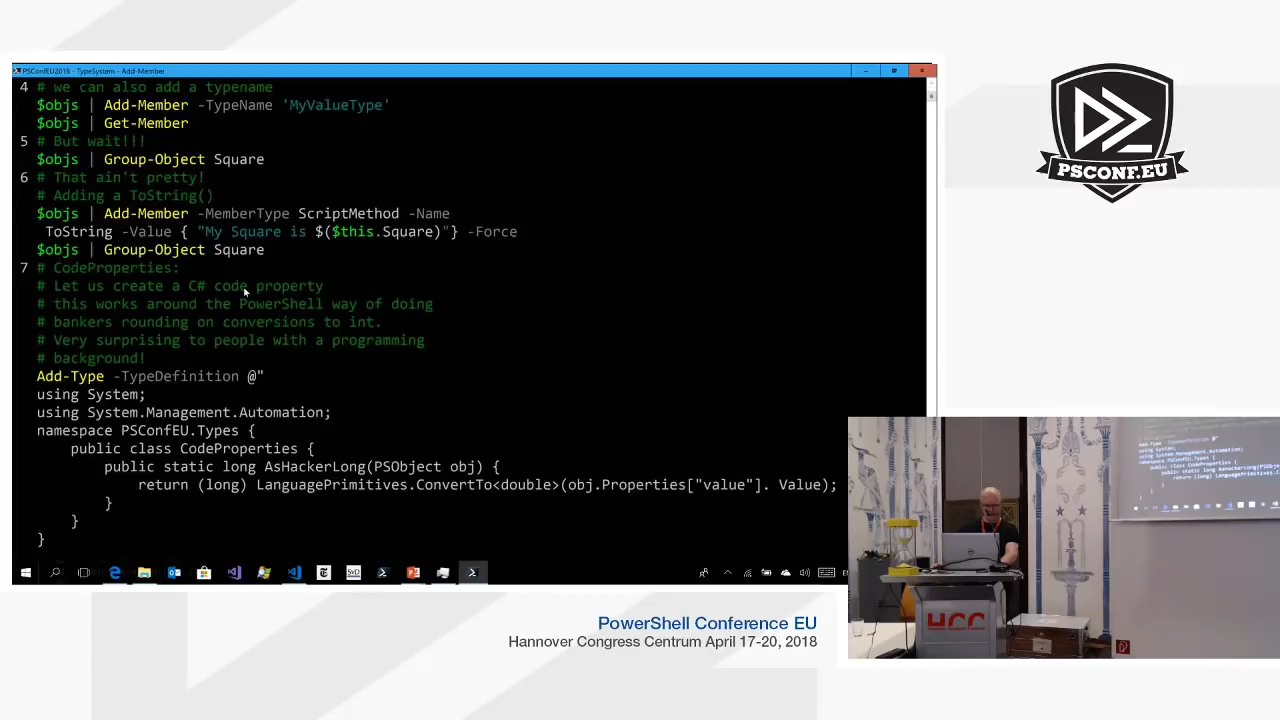 PSConfEU2018 - TypeSystem - Add-Member
4 # we can also add a typename
$objs | Add-Member -TypeName 'MyValueType'
$objs | Get-Member
5 # But wait!!!
$objs | Group-Object Square
6 # That ain't pretty!
# Adding a ToString()
$objs | Add-Member -MemberType ScriptMethod -Name
ToString -Value { "My Square is $($this.Square)"} -Force
$objs | Group-Object Square
7 # CodeProperties:
# Let us create a C# code property
# this works around the PowerShell way of doing
# bankers rounding on conversions to int.
# Very surprising to people with a programming
# background!
Add-Type -TypeDefinition @"
using System;
using System.Management.Automation;
namespace PSConfEU.Types {
public class CodeProperties {
public static long AsHackerLong(PSObject obj) {
return (long) LanguagePrimitives.ConvertTo<double>(obj.Properties["value"]. Value);
}
}
}
PSCONF.EU
HCC
PowerShell Conference EU
Hannover Congress Centrum April 17-20, 2018